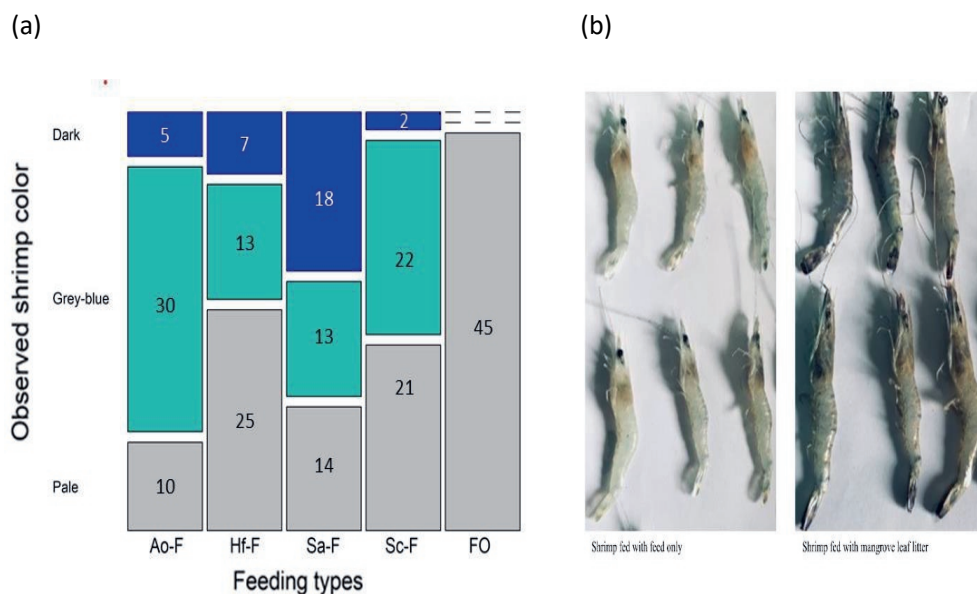 (a)
(b)
Observed shrimp color
Dark
Grey-blue
Pale
5
7
18
2
30
13
13
22
45
10
25
14
21
Ao-F Hf-F Sa-F Sc-F FO
Feeding types
Shrimp fed with feed only
Shrimp fed with mangrove leaf litter